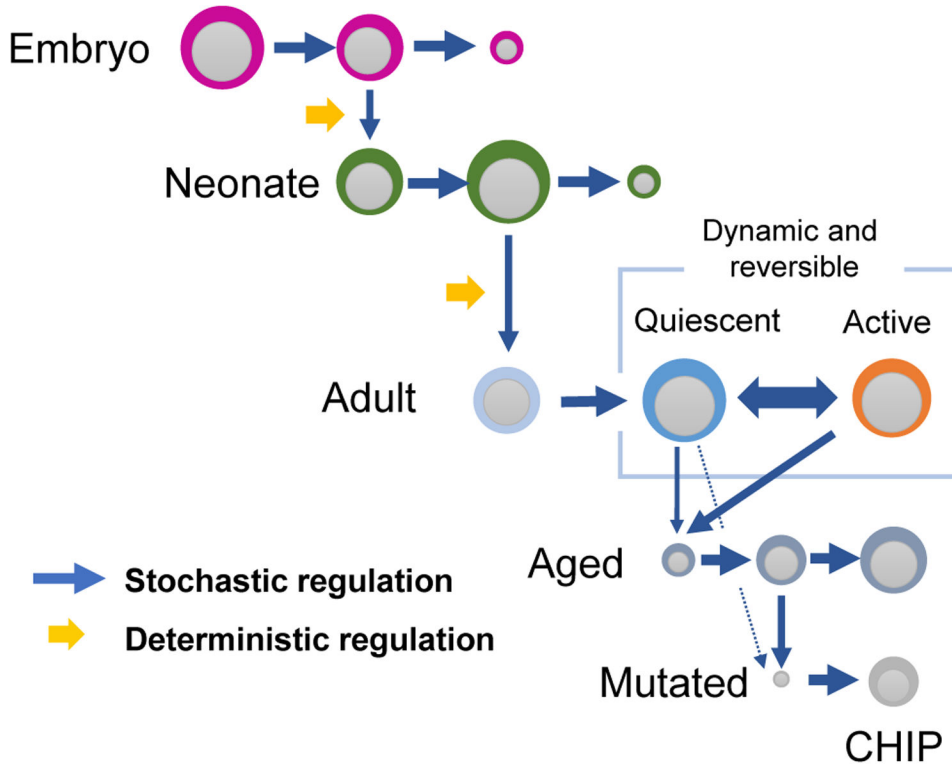 Embryo
Neonate
Dynamic and
reversible
Quiescent
Active
Adult
Aged
Stochastic regulation
Deterministic regulation
Mutated
CHIP